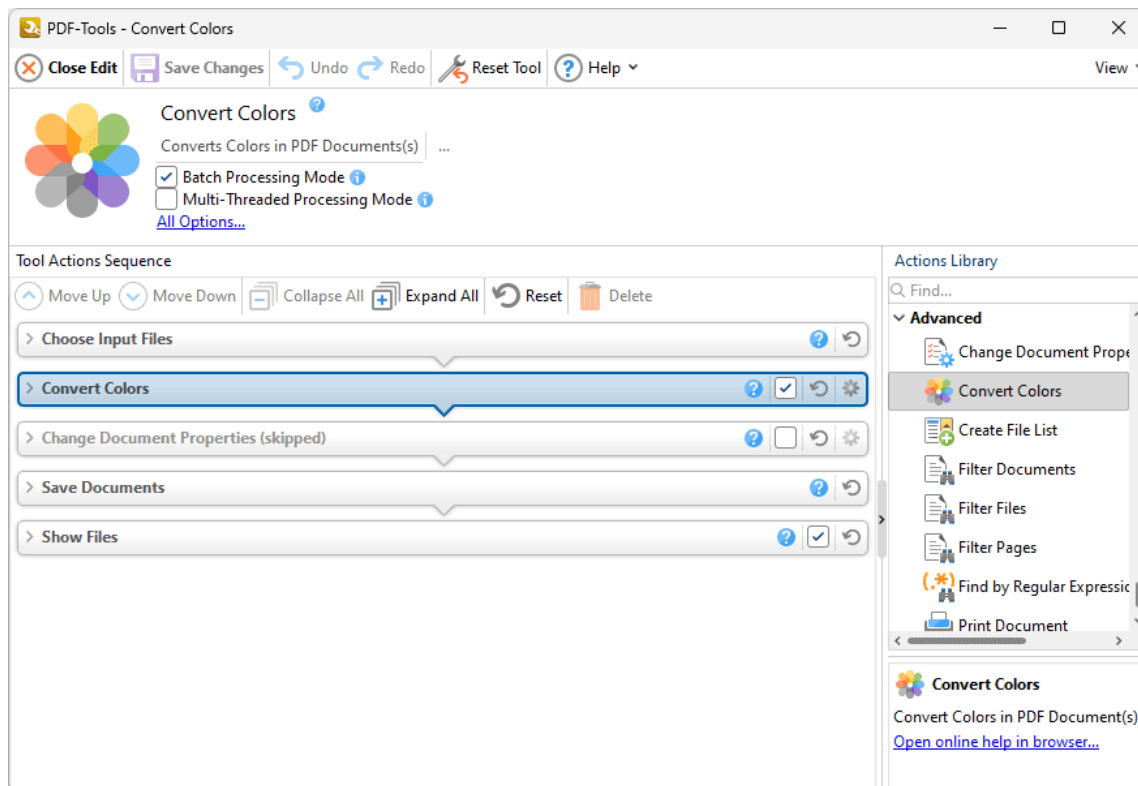 PDF-Tools - Convert Colors
Close Edit Save Changes Undo Redo Reset Tool ? Help View
Convert Colors ?
Converts Colors in PDF Documents(s) ...
Batch Processing Mode i
Multi-Threaded Processing Mode i
All Options...
Tool Actions Sequence
Move Up Move Down Collapse All Expand All Reset Delete
Choose Input Files ?
Convert Colors ?
Change Document Properties (skipped) ?
Save Documents ?
Show Files ?
Actions Library
Find...
Advanced
Change Document Prope
Convert Colors
Create File List
Filter Documents
Filter Files
Filter Pages
(.*) Find by Regular Expressic
Print Document
Convert Colors
Convert Colors in PDF Document(s)
Open online help in browser...